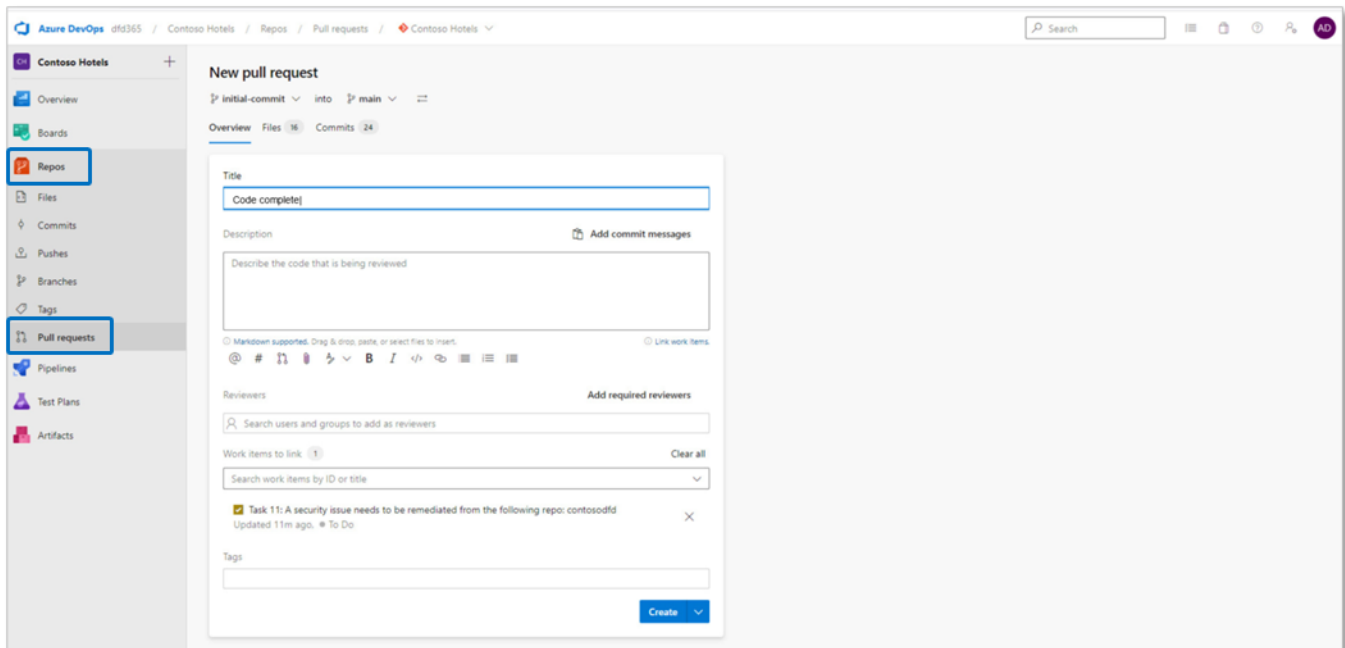 Azure DevOps dfd365 / Contoso Hotels / Repos / Pull requests / Contoso Hotels
Search
AD
CH Contoso Hotels
Overview
Boards
Repos
Files
Commits
Pushes
Branches
Tags
Pull requests
Pipelines
Test Plans
Artifacts
New pull request
initial-commit into main
Overview Files 16 Commits 24
Title
Code complete
Description Add commit messages
Describe the code that is being reviewed
Markdown supported. Drag & drop, paste, or select files to insert. Link work items.
@ # B I </>
Reviewers Add required reviewers
Search users and groups to add as reviewers
Work items to link 1 Clear all
Search work items by ID or title
Task 11: A security issue needs to be remediated from the following repo: contosodfd
Updated 11m ago, To Do
Tags
Create